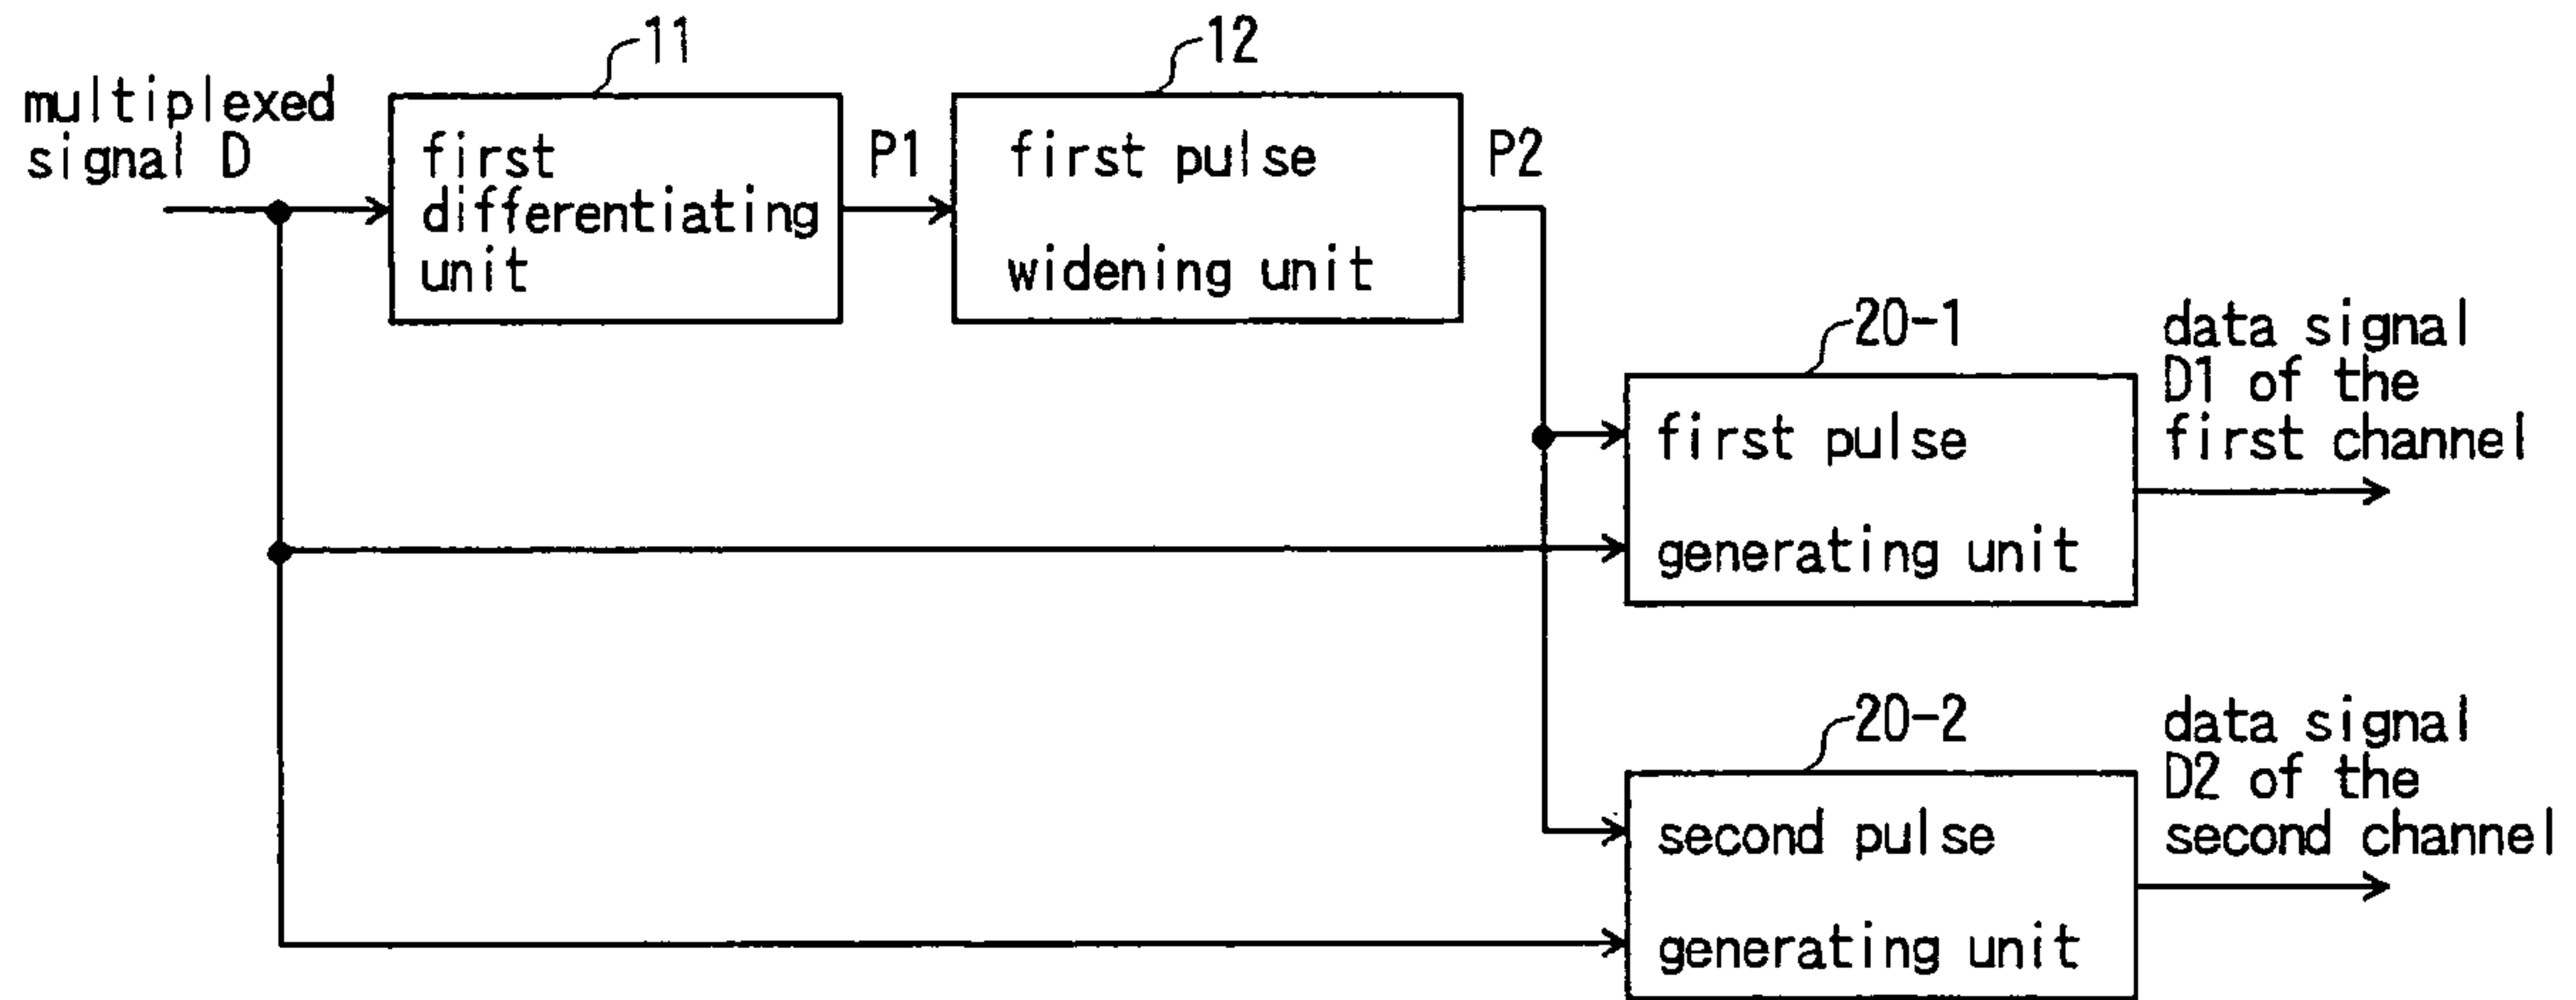 11
12
multiplexed
signal D
first
differentiating
unit
P1
first pulse
widening unit
P2
20-1
first pulse
generating unit
data signal
D1 of the
first channel
20-2
second pulse
generating unit
data signal
D2 of the
second channel